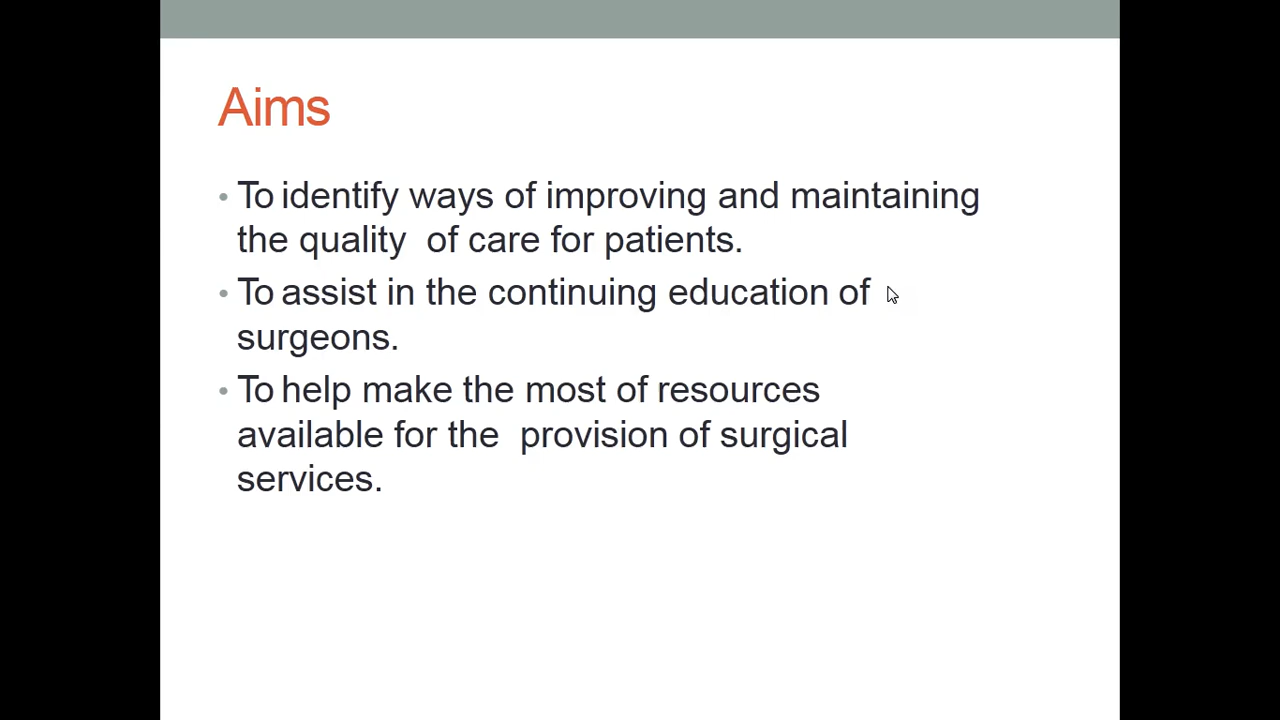 Aims
• To identify ways of improving and maintaining
the quality of care for patients.
• To assist in the continuing education of
surgeons.
• To help make the most of resources
available for the provision of surgical
services.